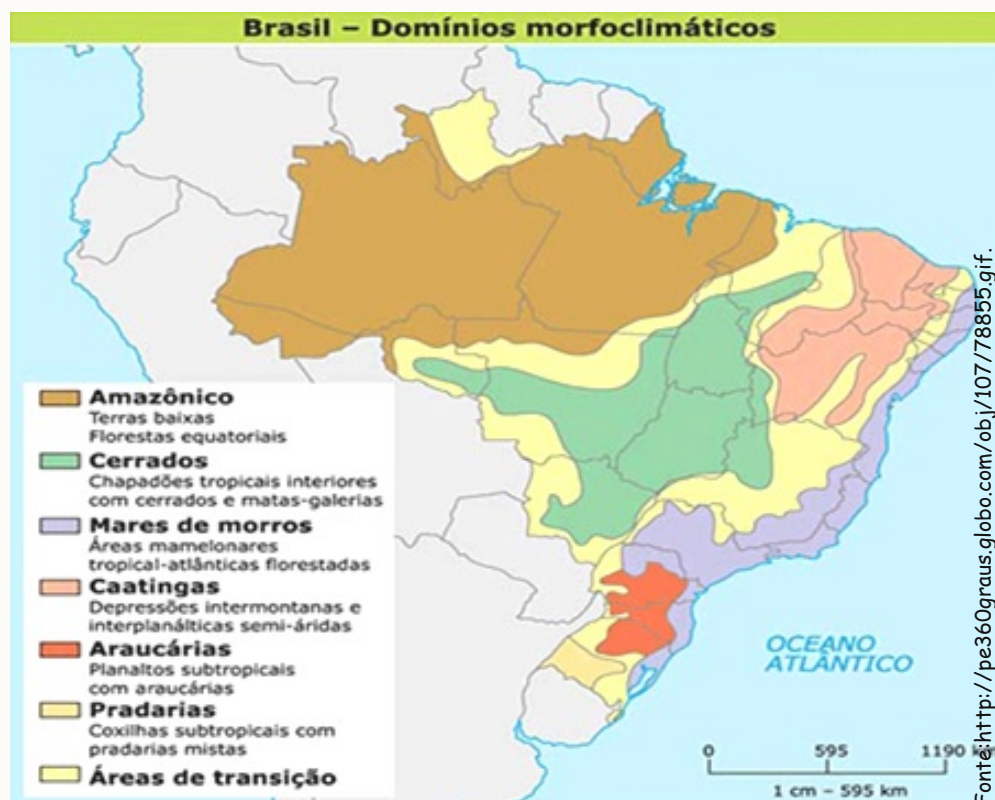 Brasil – Domínios morfoclimáticos
Amazônico
Terras baixas
Florestas equatoriais
Cerrados
Chapadões tropicais interiores
com cerrados e matas-galerias
Mares de morros
Áreas mamelonares
tropical-atlânticas florestadas
Caatingas
Depressões intermontanas e
interplanálticas semi-áridas
Araucárias
Planaltos subtropicais
com araucárias
Pradarias
Coxilhas subtropicais com
pradarias mistas
Áreas de transição
OCEANO
ATLÂNTICO
0 595 1190 km
1 cm – 595 km
Fonte:http://pe360graus.globo.com/obj/107/78855.gif.